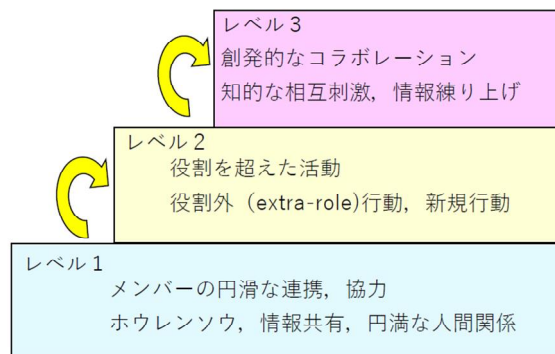 レベル３
創発的なコラボレーション
知的な相互刺激，情報練り上げ
レベル２
役割を超えた活動
役割外（extra-role)行動，新規行動
レベル１
メンバーの円滑な連携，協力
ホウレンソウ，情報共有，円満な人間関係